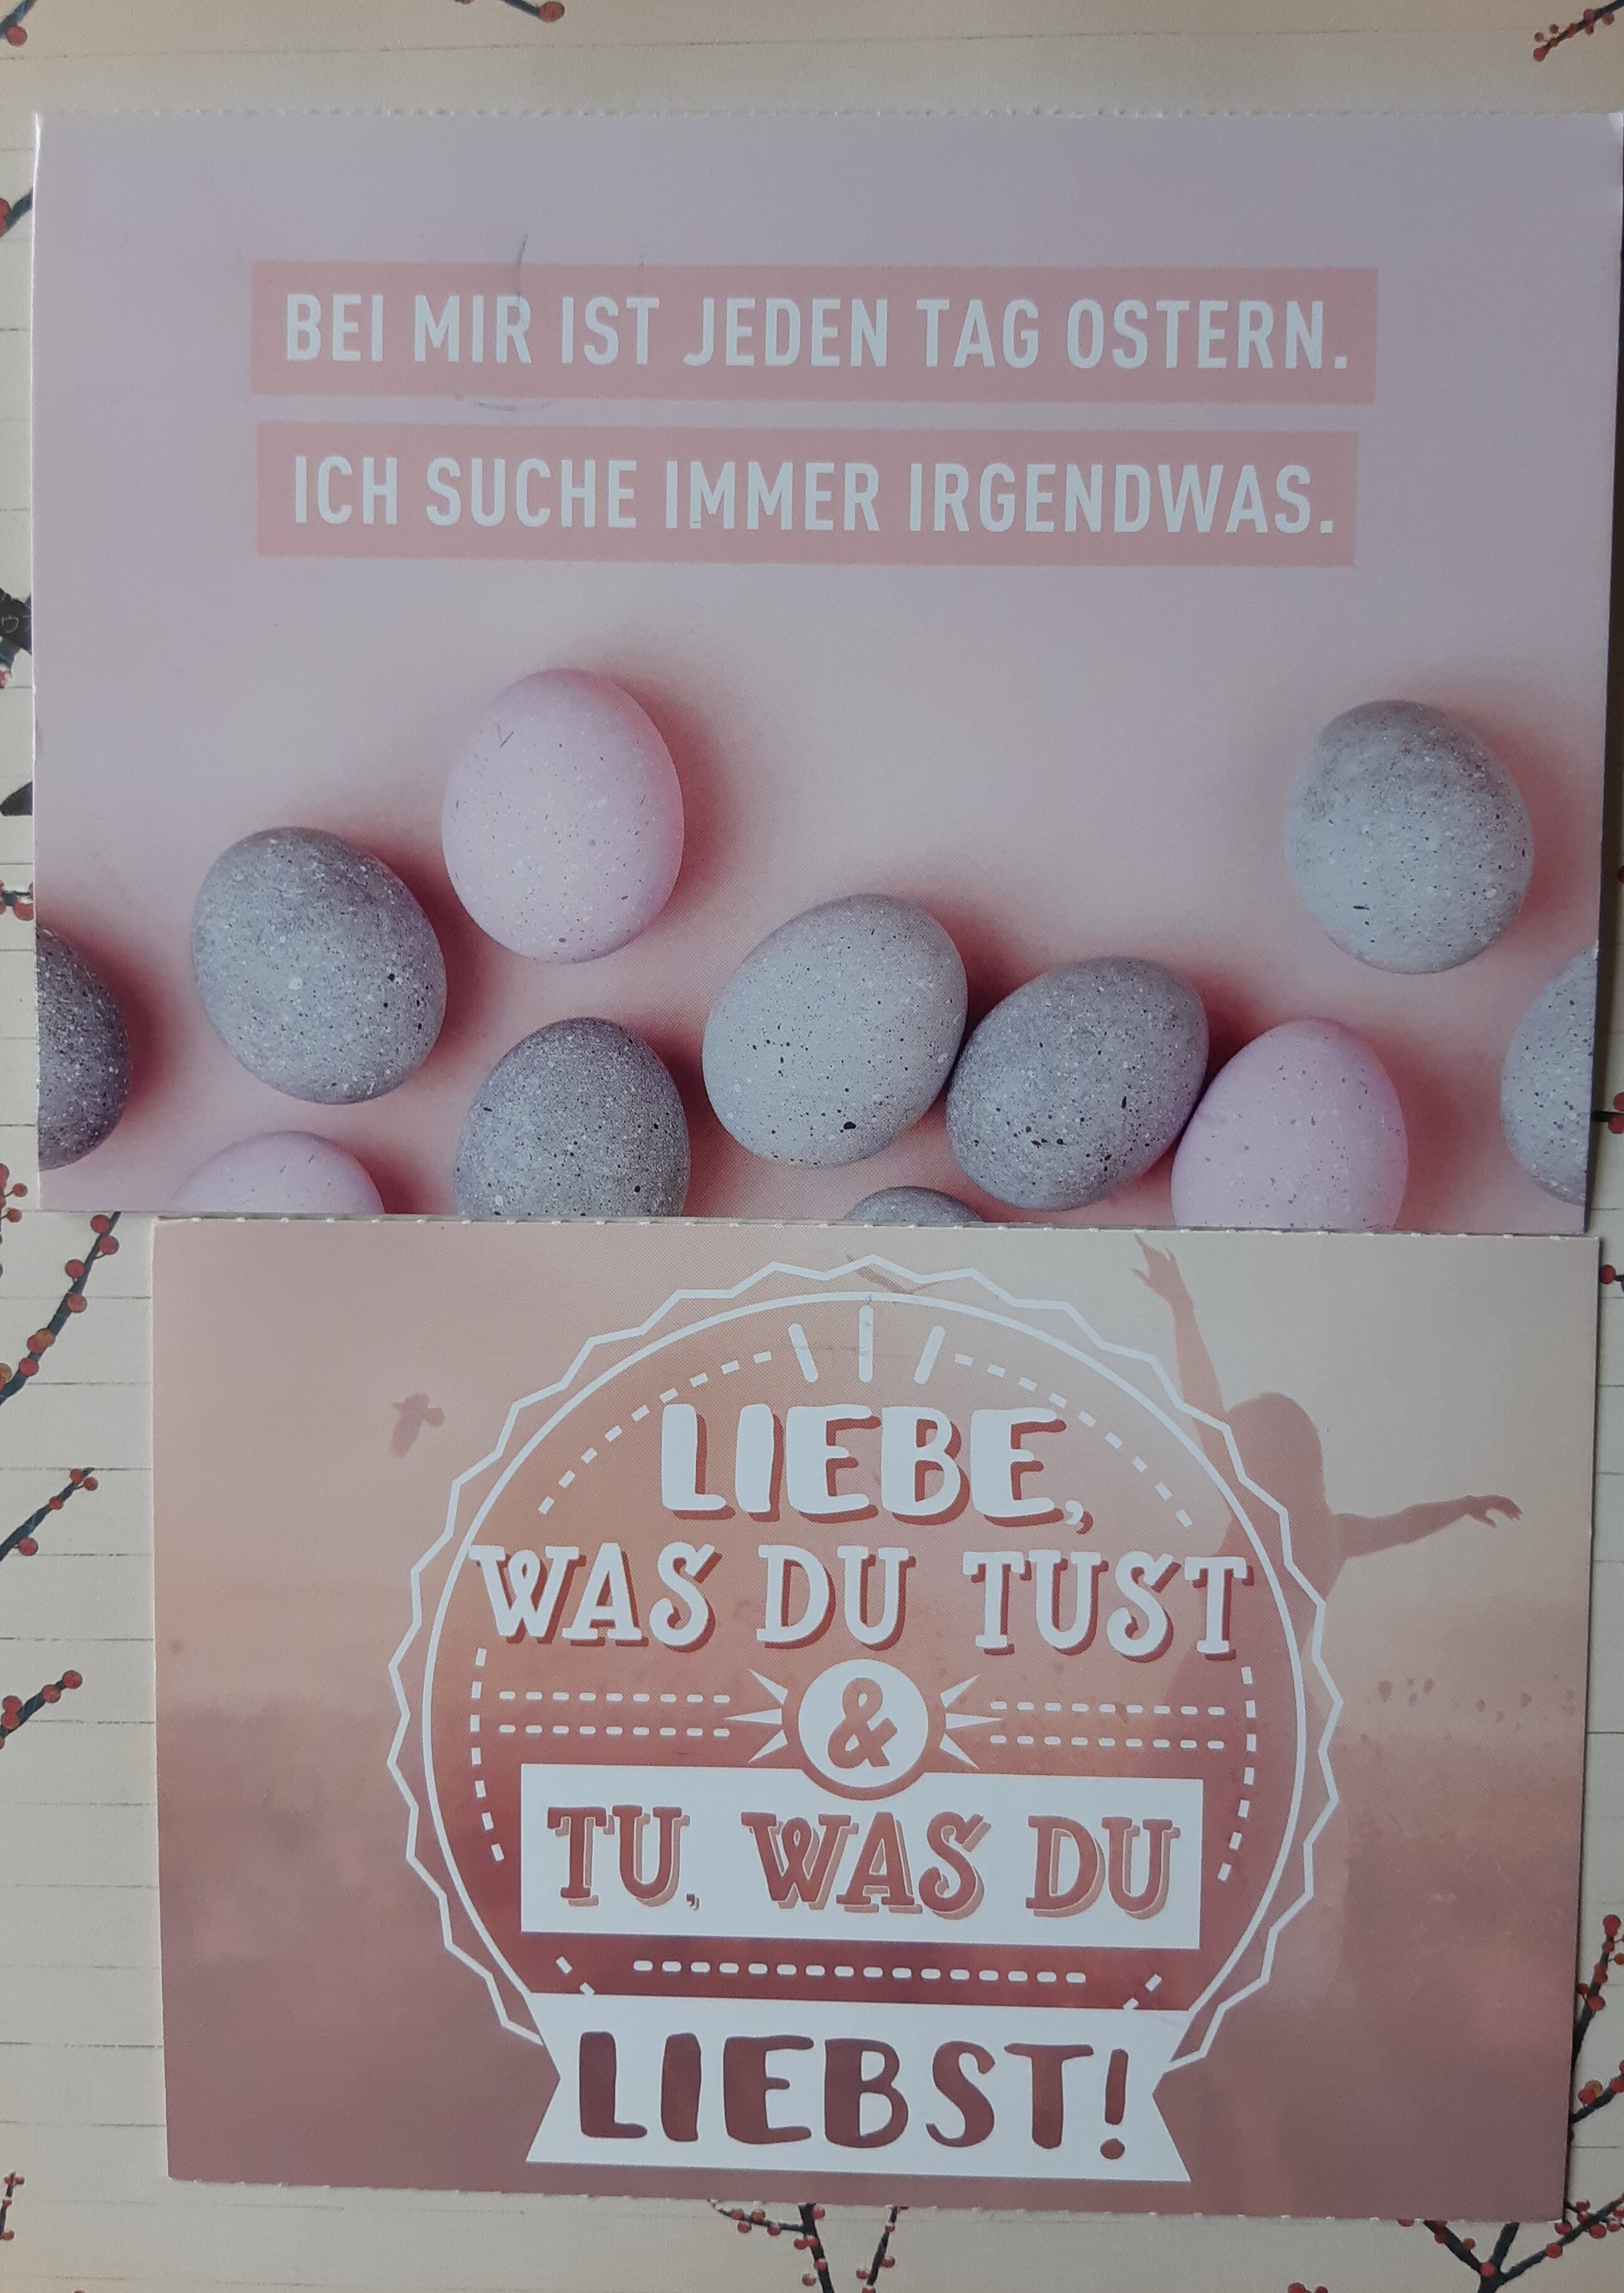 BEI MIR IST JEDEN TAG OSTERN.
ICH SUCHE IMMER IRGENDWAS.
LIEBE,
WAS DU TUST
&
TU, WAS DU
LIEBST!